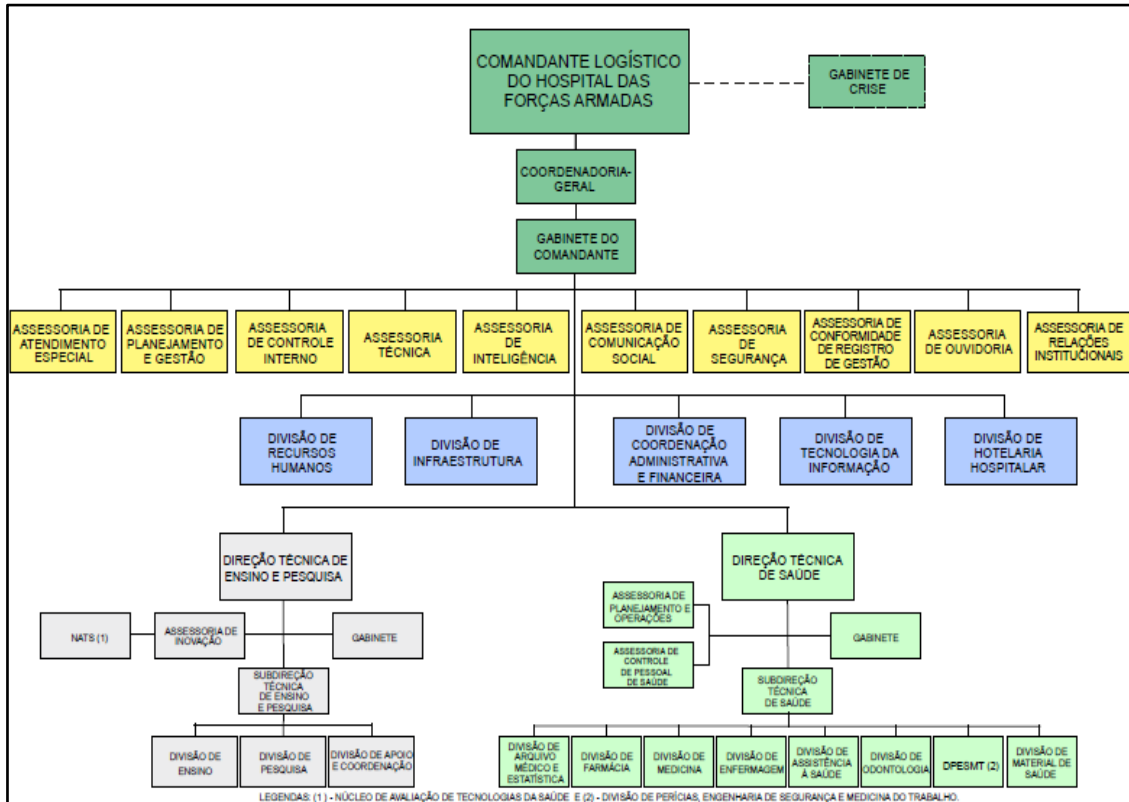 COMANDANTE LOGÍSTICO
DO HOSPITAL DAS
FORÇAS ARMADAS
GABINETE DE
CRISE
COORDENADORIA-
GERAL
GABINETE DO
COMANDANTE
ASSESSORIA DE
ATENDIMENTO
ESPECIAL
ASSESSORIA DE
PLANEJAMENTO
E GESTÃO
ASSESSORIA
DE CONTROLE
INTERNO
ASSESSORIA
TÉCNICA
ASSESSORIA
DE
INTELIGÊNCIA
ASSESSORIA DE
COMUNICAÇÃO
SOCIAL
ASSESSORIA
DE
SEGURANÇA
ASSESSORIA DE
CONFORMIDADE
DE REGISTRO
DE GESTÃO
ASSESSORIA
DE OUVIDORIA
ASSESSORIA DE
RELAÇÕES
INSTITUCIONAIS
DIVISÃO DE
RECURSOS
HUMANOS
DIVISÃO DE
INFRAESTRUTURA
DIVISÃO DE
COORDENAÇÃO
ADMINISTRATIVA
E FINANCEIRA
DIVISÃO DE
TECNOLOGIA DA
INFORMAÇÃO
DIVISÃO DE
HOTELARIA
HOSPITALAR
DIREÇÃO TÉCNICA DE
ENSINO E PESQUISA
DIREÇÃO TÉCNICA
DE SAÚDE
NATS (1)
ASSESSORIA DE
INOVAÇÃO
GABINETE
ASSESSORIA DE
PLANEJAMENTO E
OPERAÇÕES
ASSESSORIA DE
CONTROLE
DE PESSOAL
DE SAÚDE
GABINETE
SUBDIREÇÃO
TÉCNICA
DE ENSINO
E PESQUISA
SUBDIREÇÃO
TÉCNICA
DE SAÚDE
DIVISÃO DE
ENSINO
DIVISÃO DE
PESQUISA
DIVISÃO DE APOIO
E COORDENAÇÃO
DIVISÃO DE
ARQUIVO
MÉDICO E
ESTATÍSTICA
DIVISÃO DE
FARMÁCIA
DIVISÃO DE
MEDICINA
DIVISÃO DE
ENFERMAGEM
DIVISÃO DE
ASSISTÊNCIA
À SAÚDE
DIVISÃO DE
ODONTOLOGIA
DPESMT (2)
DIVISÃO DE
MATERIAL DE
SAÚDE
LEGENDAS: (1) - NÚCLEO DE AVALIAÇÃO DE TECNOLOGIAS DA SAÚDE E (2) - DIVISÃO DE PERÍCIAS, ENGENHARIA DE SEGURANÇA E MEDICINA DO TRABALHO.